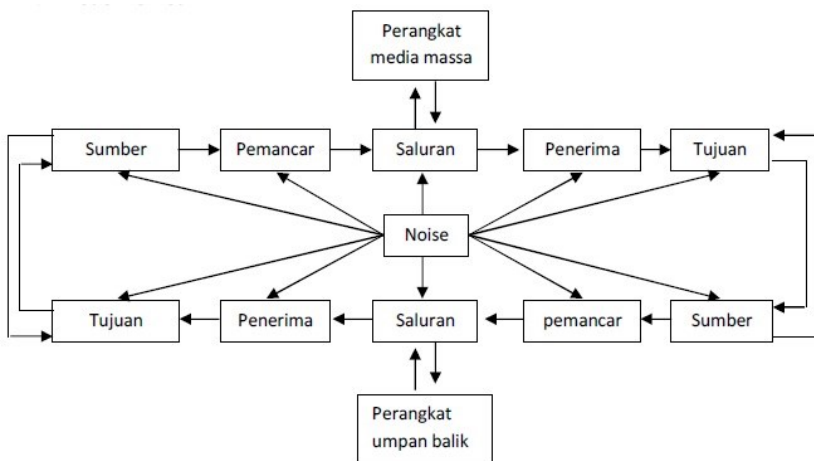 Perangkat
media massa
Sumber
Pemancar
Saluran
Penerima
Tujuan
Noise
Tujuan
Penerima
Saluran
pemancar
Sumber
Perangkat
umpan balik